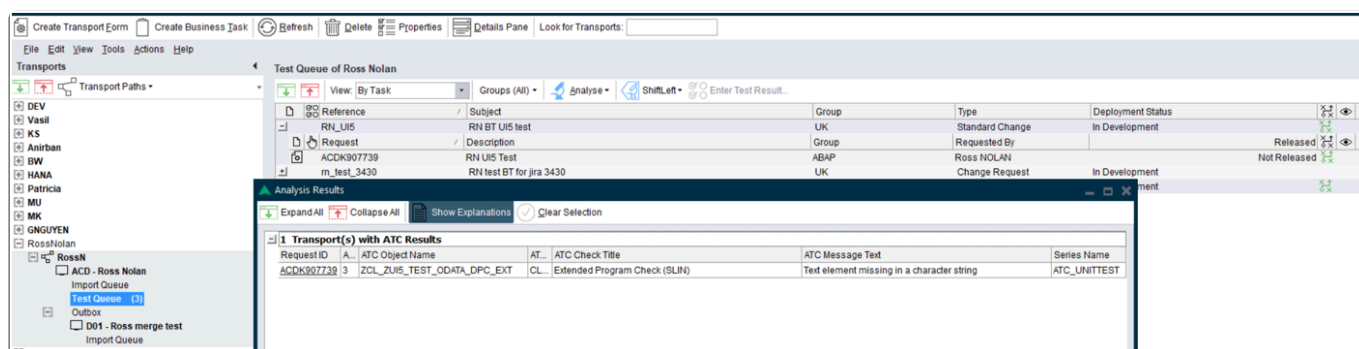 Create Transport Form Create Business Task Refresh Delete Properties Details Pane Look for Transports:
File Edit View Tools Actions Help
Transports
Transport Paths
DEV
Vasil
KS
Anirban
BW
HANA
Patricia
MU
MK
GNGUYEN
RossNolan
RossN
ACD - Ross Nolan
Import Queue
Test Queue (3)
Outbox
D01 - Ross merge test
Import Queue
Test Queue of Ross Nolan
View: By Task Groups (All) Analyse ShiftLeft Enter Test Result...
Reference / Subject Group Type Deployment Status
RN_UI5 RN BT UI5 test UK Standard Change In Development
Request / Description Group Requested By Released
ACDK907739 RN UI5 Test ABAP Ross NOLAN Not Released
rn_test_3430 RN test BT for jira 3430 UK Change Request In Development
ment
Analysis Results
Expand All Collapse All Show Explanations Clear Selection
1 Transport(s) with ATC Results
Request ID A... ATC Object Name AT... ATC Check Title ATC Message Text Series Name
ACDK907739 3 ZCL_ZUI5_TEST_ODATA_DPC_EXT CL... Extended Program Check (SLIN) Text element missing in a character string ATC_UNITTEST